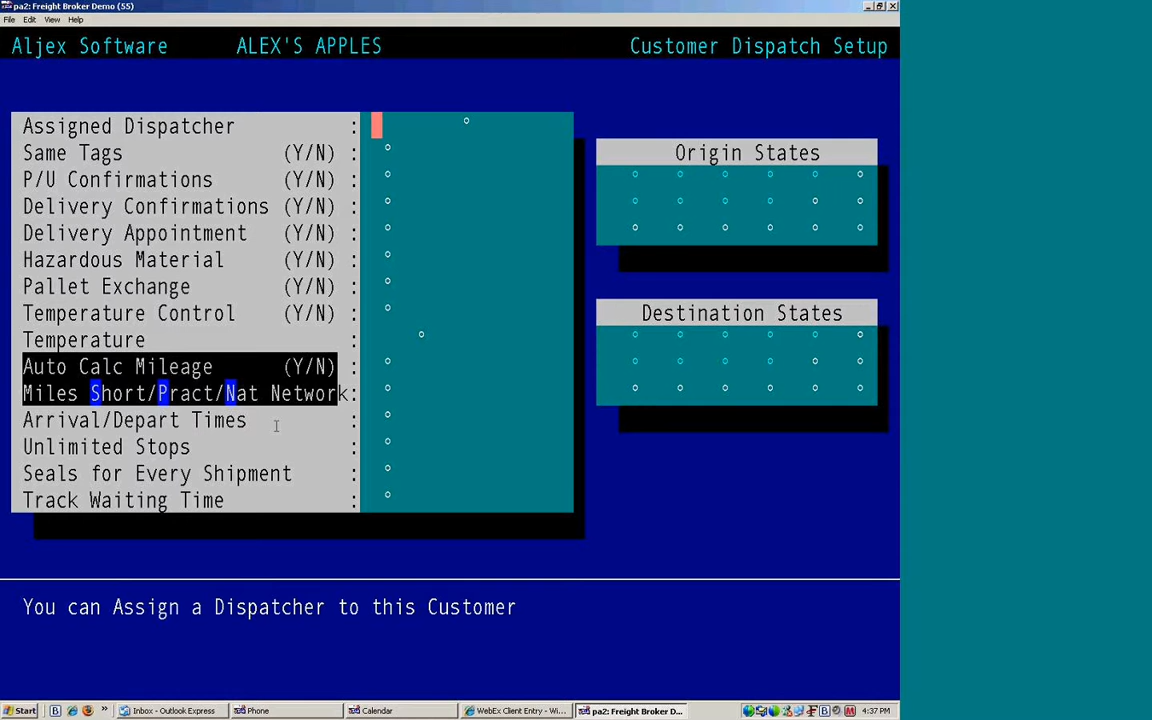 pa2: Freight Broker Demo (55)
File Edit View Help
Aljex Software ALEX'S APPLES Customer Dispatch Setup
Assigned Dispatcher :
Same Tags (Y/N) :
P/U Confirmations (Y/N) :
Delivery Confirmations (Y/N) :
Delivery Appointment (Y/N) :
Hazardous Material (Y/N) :
Pallet Exchange (Y/N) :
Temperature Control (Y/N) :
Temperature :
Auto Calc Mileage (Y/N) :
Miles Short/Pract/Nat Network:
Arrival/Depart Times :
Unlimited Stops :
Seals for Every Shipment :
Track Waiting Time :
Origin States
Destination States
You can Assign a Dispatcher to this Customer
Start B » Inbox - Outlook Express Phone Calendar WebEx Client Entry - Wi... pa2: Freight Broker D... B M 4:37 PM